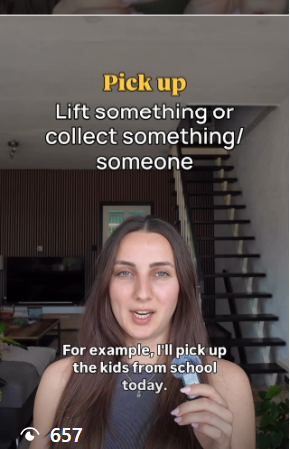 Pick up
Lift something or
collect something/
someone
For example, I'll pick up
the kids from school
today.
657